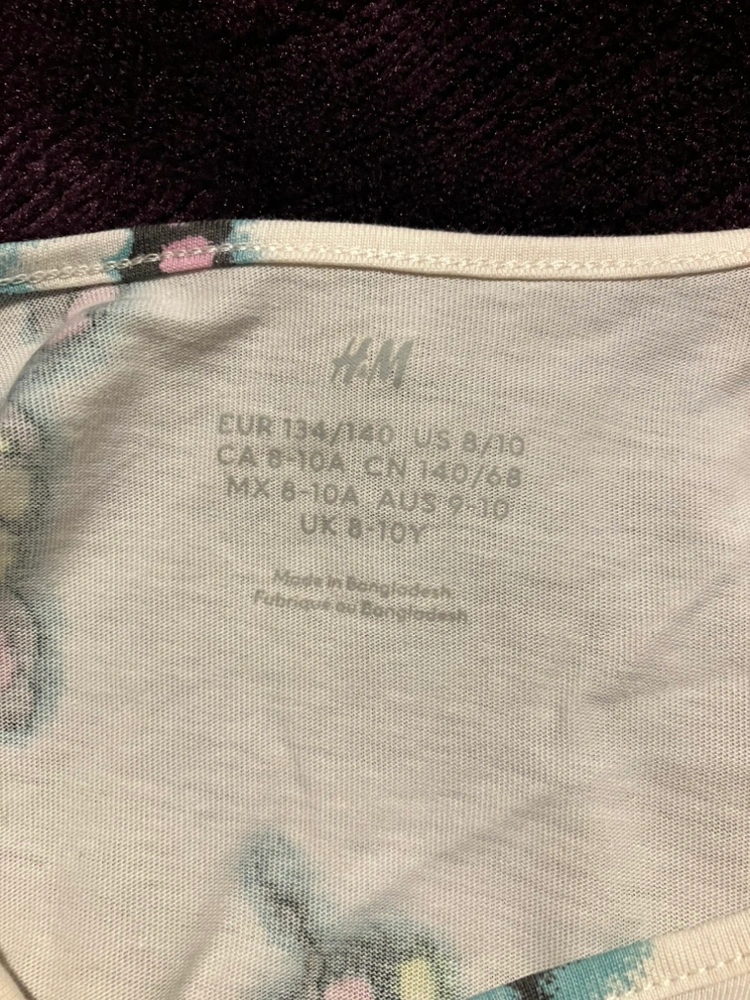 H&M
EUR 134/140 US 8/10
CA 8-10A CN 140/68
MX 8-10A AUS 9-10
UK 8-10Y
Made in Bangladesh
Fabriqué au Bangladesh